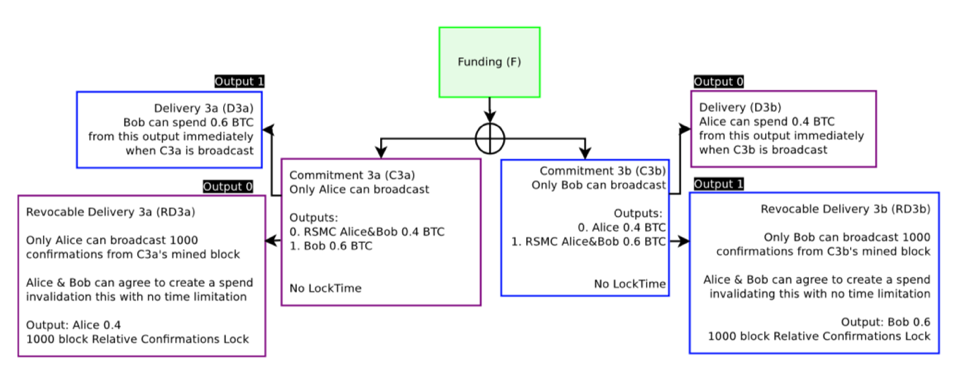 Funding (F)
Output 1
Delivery 3a (D3a)
Bob can spend 0.6 BTC
from this output immediately
when C3a is broadcast
Output 0
Revocable Delivery 3a (RD3a)
Only Alice can broadcast 1000
confirmations from C3a's mined block
Alice & Bob can agree to create a spend
invalidation this with no time limitation
Output: Alice 0.4
1000 block Relative Confirmations Lock
Commitment 3a (C3a)
Only Alice can broadcast
Outputs:
0. RSMC Alice&Bob 0.4 BTC
1. Bob 0.6 BTC
No LockTime
Commitment 3b (C3b)
Only Bob can broadcast
Outputs:
0. Alice 0.4 BTC
1. RSMC Alice&Bob 0.6 BTC
No LockTime
Output 0
Delivery (D3b)
Alice can spend 0.4 BTC
from this output immediately
when C3b is broadcast
Output 1
Revocable Delivery 3b (RD3b)
Only Bob can broadcast 1000
confirmations from C3b's mined block
Alice & Bob can agree to create a spend
invalidating this with no time limitation
Output: Bob 0.6
1000 block Relative Confirmations Lock